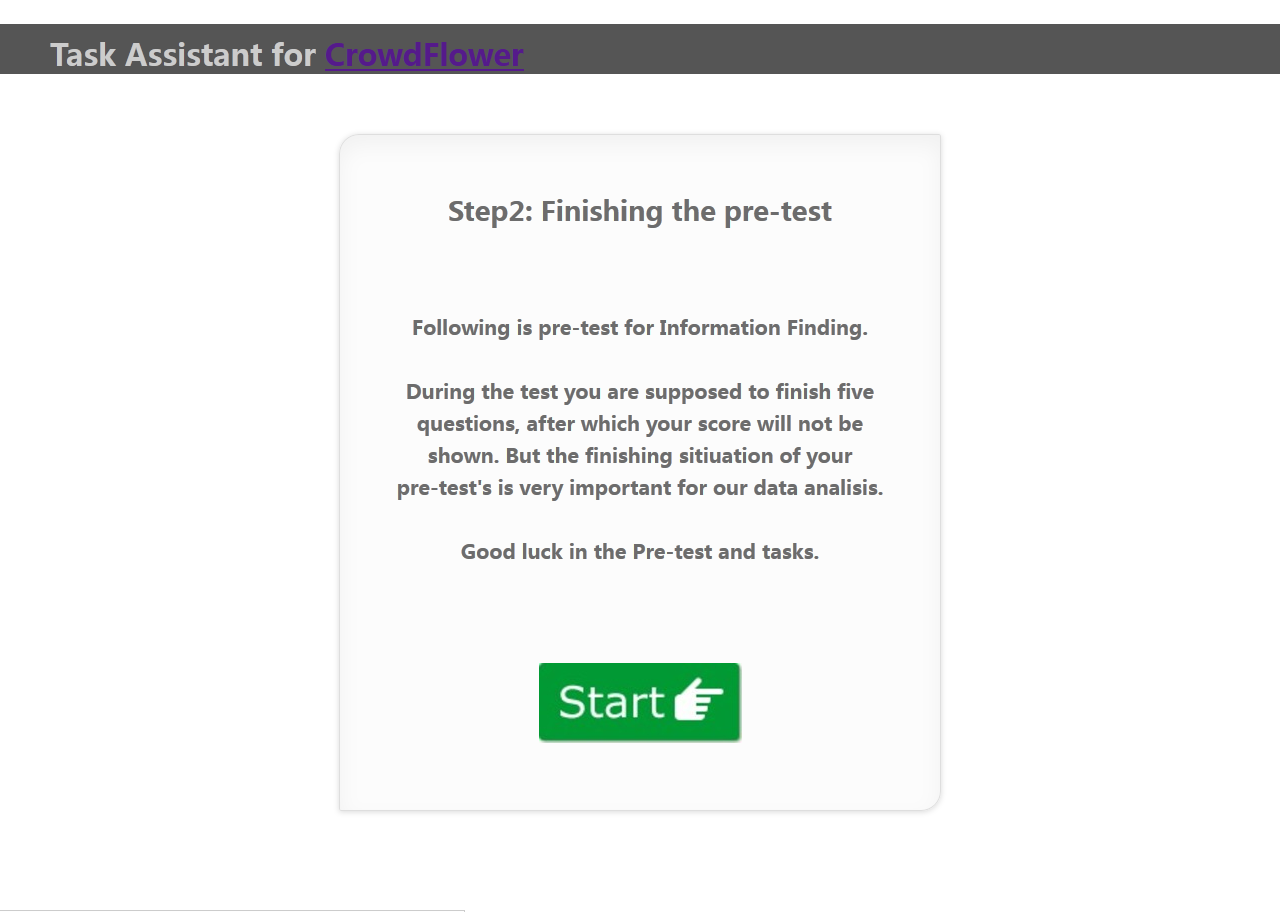 Task Assistant for CrowdFlower
Step2: Finishing the pre-test
Following is pre-test for Information Finding.
During the test you are supposed to finish five
questions, after which your score will not be
shown. But the finishing sitiuation of your
pre-test's is very important for our data analisis.
Good luck in the Pre-test and tasks.
Start